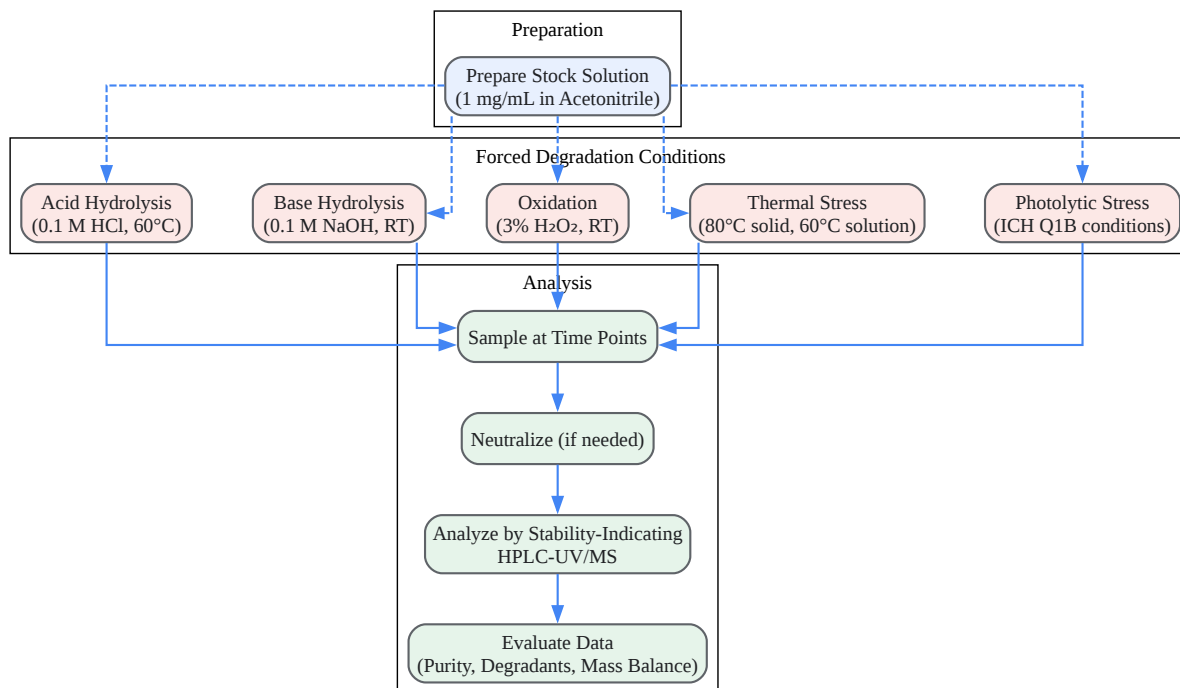 Preparation
Prepare Stock Solution
(1 mg/mL in Acetonitrile)
Forced Degradation Conditions
Acid Hydrolysis
(0.1 M HCl, 60°C)
Base Hydrolysis
(0.1 M NaOH, RT)
Oxidation
(3% H₂O₂, RT)
Thermal Stress
(80°C solid, 60°C solution)
Photolytic Stress
(ICH Q1B conditions)
Analysis
Sample at Time Points
Neutralize (if needed)
Analyze by Stability-Indicating
HPLC-UV/MS
Evaluate Data
(Purity, Degradants, Mass Balance)